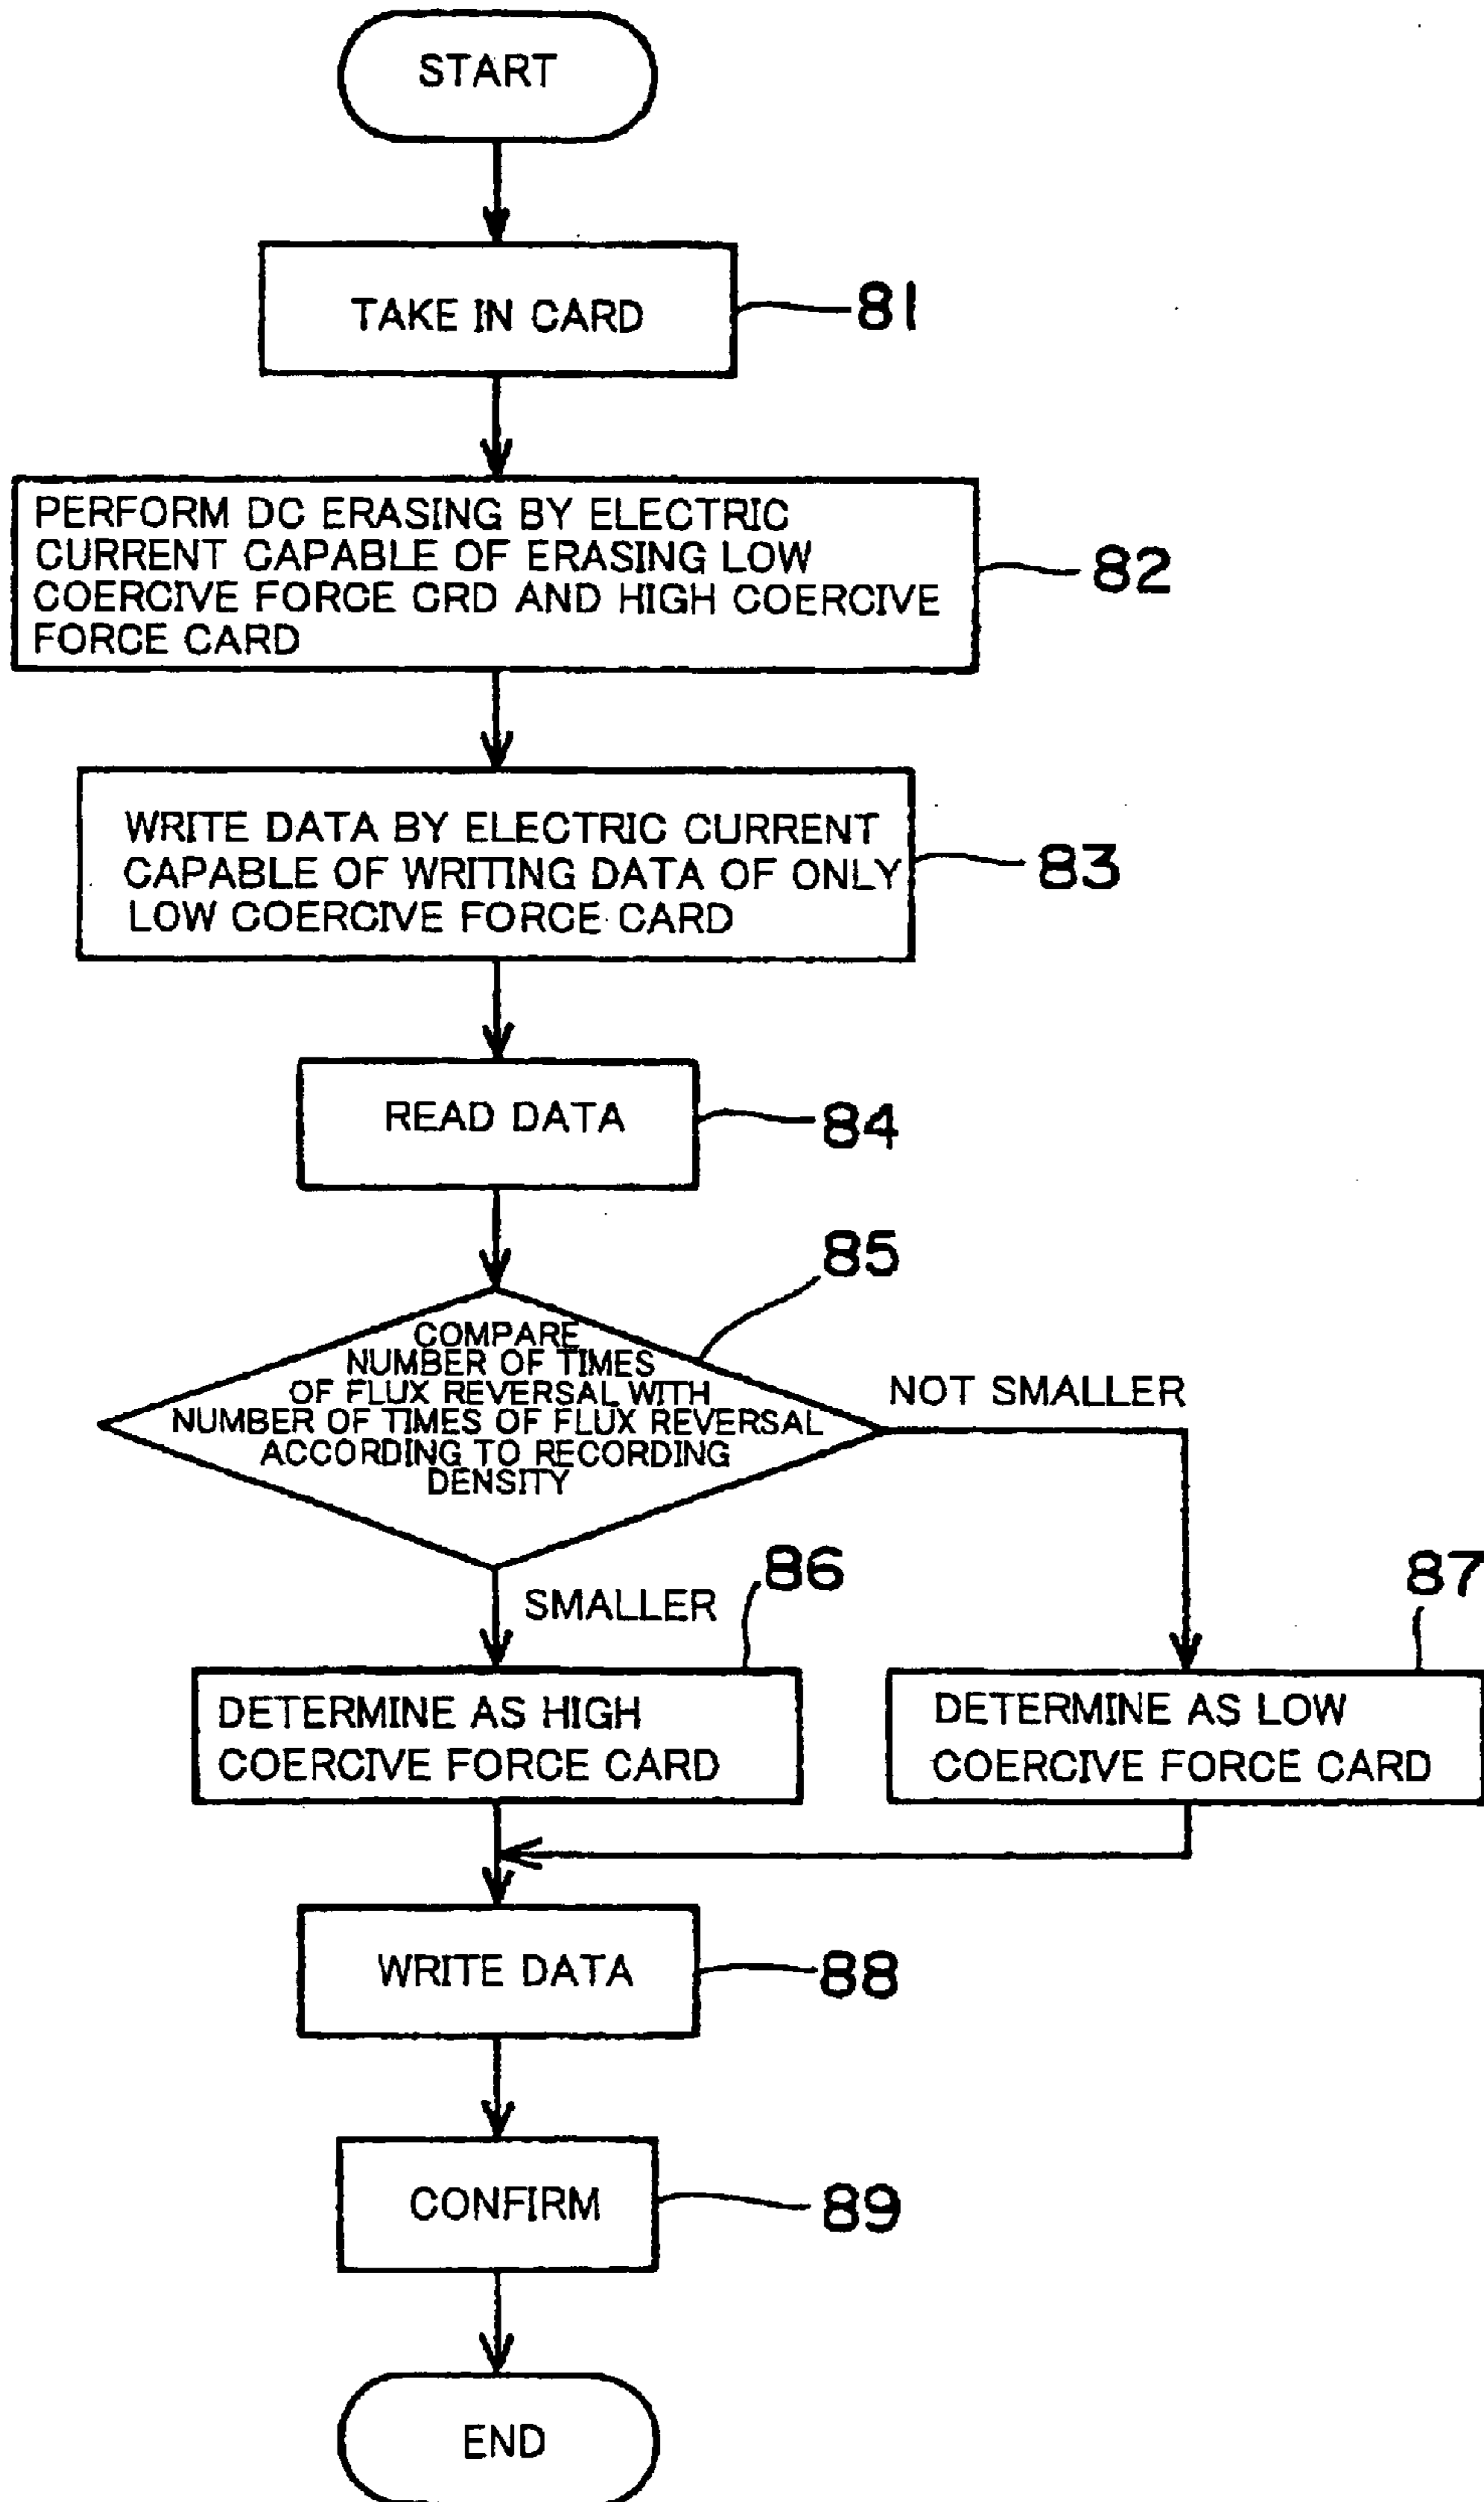 START
TAKE IN CARD
81
PERFORM DC ERASING BY ELECTRIC
CURRENT CAPABLE OF ERASING LOW
COERCIVE FORCE CRD AND HIGH COERCIVE
FORCE CARD
82
WRITE DATA BY ELECTRIC CURRENT
CAPABLE OF WRITING DATA OF ONLY
LOW COERCIVE FORCE CARD
83
READ DATA
84
85
COMPARE
NUMBER OF TIMES
OF FLUX REVERSAL WITH
NUMBER OF TIMES OF FLUX REVERSAL
ACCORDING TO RECORDING
DENSITY
NOT SMALLER
SMALLER
86
87
DETERMINE AS HIGH
COERCIVE FORCE CARD
DETERMINE AS LOW
COERCIVE FORCE CARD
WRITE DATA
88
CONFIRM
89
END